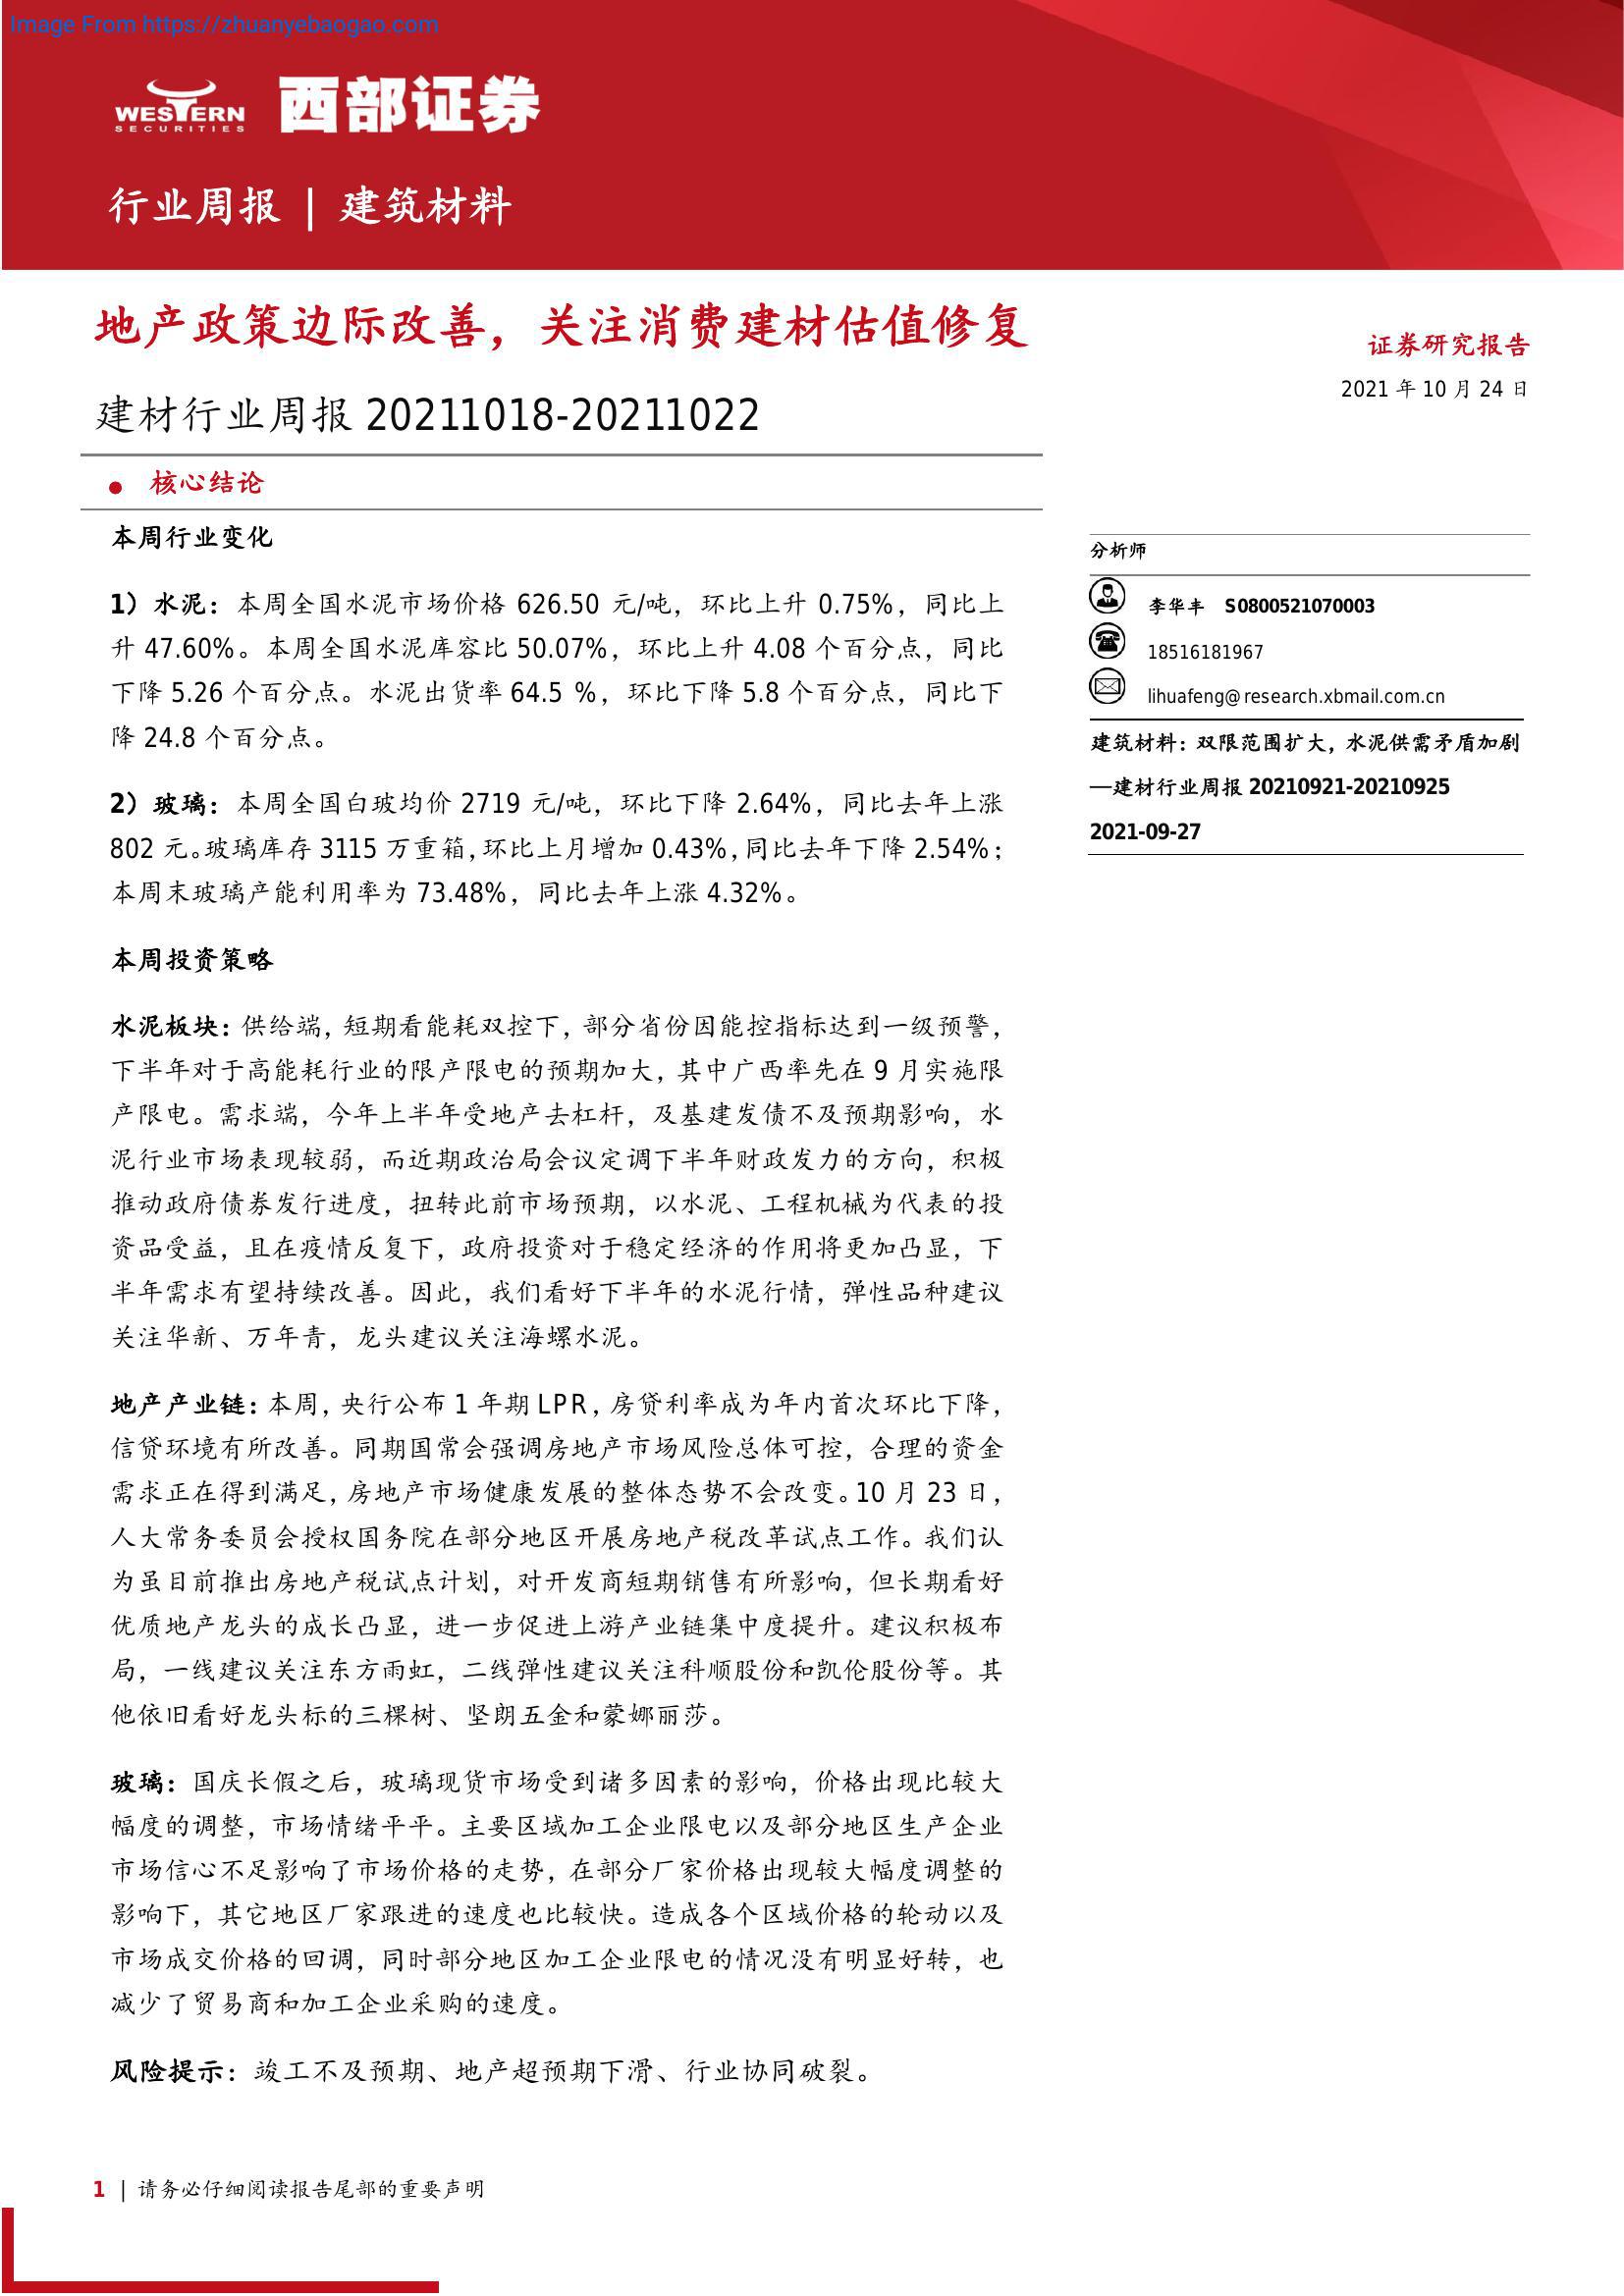 Image From https://zhuanyebaogao.com
WESTERN
SECURITIES
西部证券
行业周报 | 建筑材料
地产政策边际改善，关注消费建材估值修复
证券研究报告
2021 年 10 月 24 日
建材行业周报 20211018-20211022
● 核心结论
本周行业变化
1）水泥：本周全国水泥市场价格 626.50 元/吨，环比上升 0.75%，同比上
升 47.60%。本周全国水泥库容比 50.07%，环比上升 4.08 个百分点，同比
下降 5.26 个百分点。水泥出货率 64.5 %，环比下降 5.8 个百分点，同比下
降 24.8 个百分点。
2）玻璃：本周全国白玻均价 2719 元/吨，环比下降 2.64%，同比去年上涨
802 元。玻璃库存 3115 万重箱，环比上月增加 0.43%，同比去年下降 2.54%；
本周末玻璃产能利用率为 73.48%，同比去年上涨 4.32%。
本周投资策略
水泥板块：供给端，短期看能耗双控下，部分省份因能控指标达到一级预警，
下半年对于高能耗行业的限产限电的预期加大，其中广西率先在 9 月实施限
产限电。需求端，今年上半年受地产去杠杆，及基建发债不及预期影响，水
泥行业市场表现较弱，而近期政治局会议定调下半年财政发力的方向，积极
推动政府债券发行进度，扭转此前市场预期，以水泥、工程机械为代表的投
资品受益，且在疫情反复下，政府投资对于稳定经济的作用将更加凸显，下
半年需求有望持续改善。因此，我们看好下半年的水泥行情，弹性品种建议
关注华新、万年青，龙头建议关注海螺水泥。
地产产业链：本周，央行公布 1 年期 LPR，房贷利率成为年内首次环比下降，
信贷环境有所改善。同期国常会强调房地产市场风险总体可控，合理的资金
需求正在得到满足，房地产市场健康发展的整体态势不会改变。10 月 23 日，
人大常务委员会授权国务院在部分地区开展房地产税改革试点工作。我们认
为虽目前推出房地产税试点计划，对开发商短期销售有所影响，但长期看好
优质地产龙头的成长凸显，进一步促进上游产业链集中度提升。建议积极布
局，一线建议关注东方雨虹，二线弹性建议关注科顺股份和凯伦股份等。其
他依旧看好龙头标的三棵树、坚朗五金和蒙娜丽莎。
玻璃：国庆长假之后，玻璃现货市场受到诸多因素的影响，价格出现比较大
幅度的调整，市场情绪平平。主要区域加工企业限电以及部分地区生产企业
市场信心不足影响了市场价格的走势，在部分厂家价格出现较大幅度调整的
影响下，其它地区厂家跟进的速度也比较快。造成各个区域价格的轮动以及
市场成交价格的回调，同时部分地区加工企业限电的情况没有明显好转，也
减少了贸易商和加工企业采购的速度。
风险提示：竣工不及预期、地产超预期下滑、行业协同破裂。
分析师
李华丰 S0800521070003
18516181967
lihuafeng@research.xbmail.com.cn
建筑材料：双限范围扩大，水泥供需矛盾加剧
—建材行业周报 20210921-20210925
2021-09-27
1 | 请务必仔细阅读报告尾部的重要声明